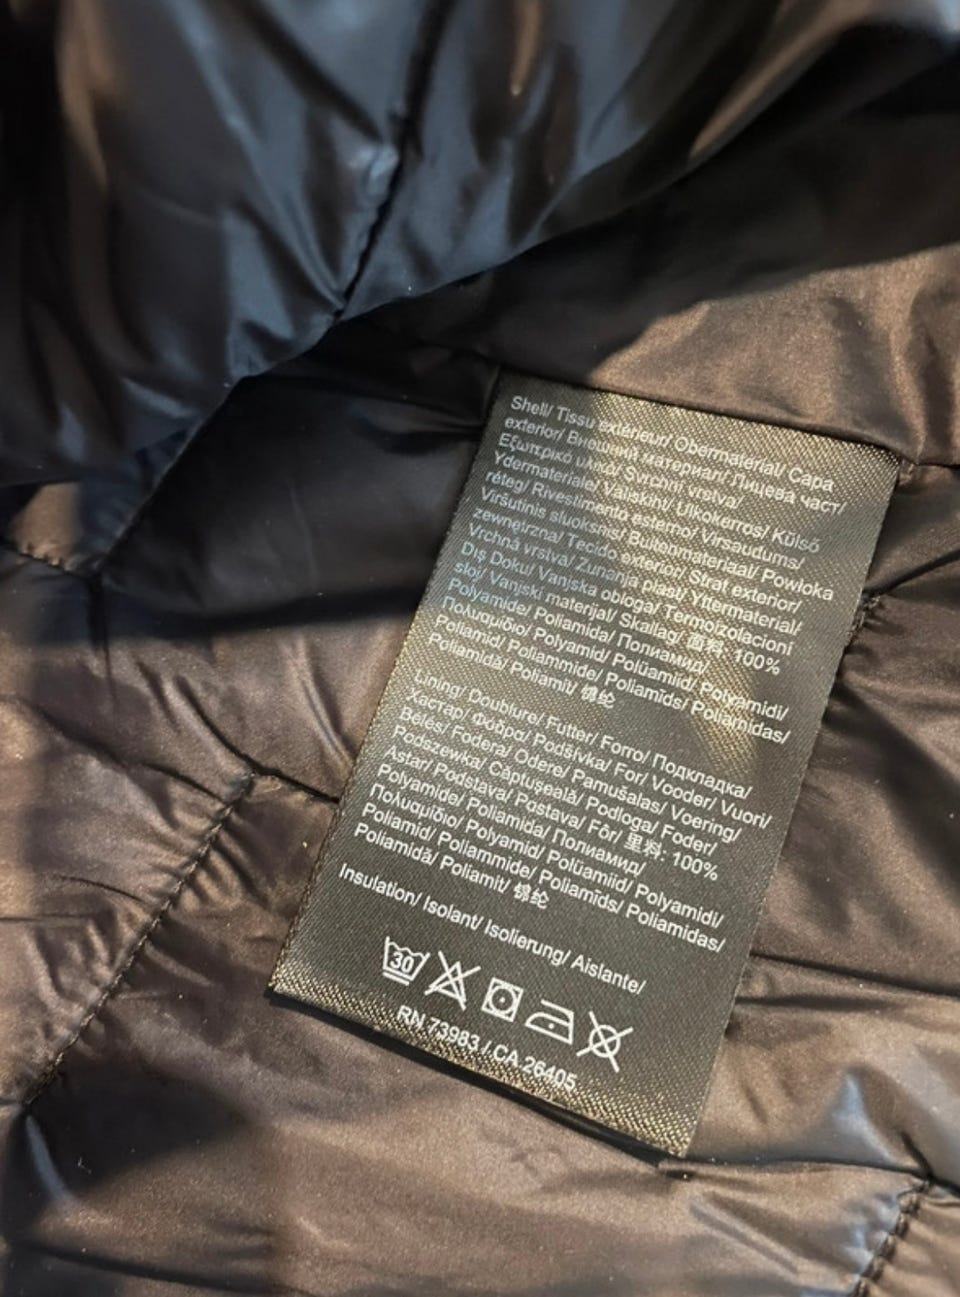 Shell/ Tissu extérieur/ Obermaterial/ Capa
exterior/ Внешний материал/ Лицева част/
Εξωτερικό υλικό/ Svrchní vrstva/
Ydermateriale/ Väliskiht/ Ulkokerros/ Külső
réteg/ Rivestimento esterno/ Virsslāudums/
Viršutinis sluoksnis/ Buitenmateriaal/ Powłoka
zewnętrzna/ Tecido exterior/ Strat exterior/
Vrchná vrstva/ Zunanja plast/ Yttermaterial/
Dış Doku/ Vanjska obloga/ Termoizolacioni
sloj/ Vanjski materijal/ Skallag/ 面料: 100%
Polyamide/ Poliamida/ Полиамид/
Πολυαμίδιο/ Polyamid/ Polüamiid/ Polyamidi/
Poliamid/ Poliammide/ Poliamīds/ Poliamidas/
Poliamidă/ Poliamit/ 锦纶
Lining/ Doublure/ Futter/ Forro/ Подкладка/
Хастар/ Φόδρα/ Podšívka/ For/ Vooder/ Vuori/
Bélés/ Fodera/ Odere/ Pamušalas/ Voering/
Podszewka/ Căptușeală/ Podloga/ Foder/
Astar/ Podstava/ Postava/ Fôr/ 里料: 100%
Polyamide/ Poliamida/ Полиамид/
Πολυαμίδιο/ Polyamid/ Polüamiid/ Polyamidi/
Poliamid/ Poliammide/ Poliamīds/ Poliamidas/
Poliamidă/ Poliamit/ 锦纶
Insulation/ Isolant/ Isolierung/ Aislante/
30
RN 73983 / CA 26405